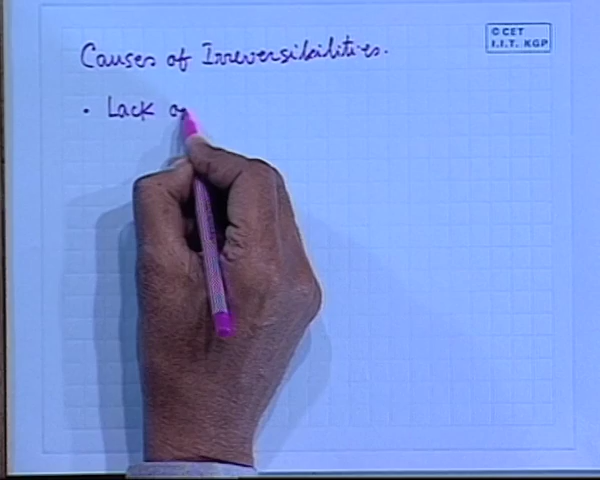 Causes of Irreversibilities.
© CET
I.I.T. KGP
• Lack